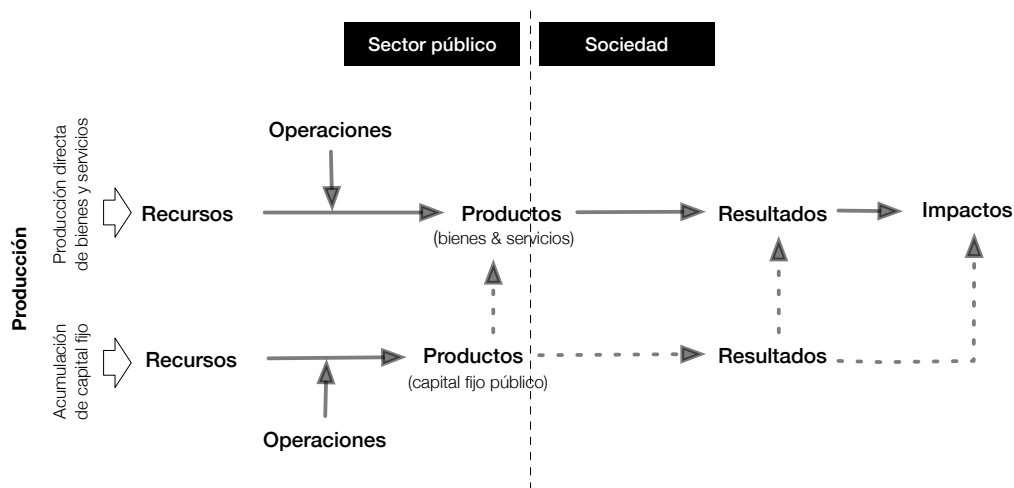 Sector público
Sociedad
Producción
Producción directa
de bienes y servicios
Operaciones
Recursos
Productos
(bienes & servicios)
Resultados
Impactos
Acumulación
de capital fijo
Recursos
Productos
(capital fijo público)
Resultados
Operaciones